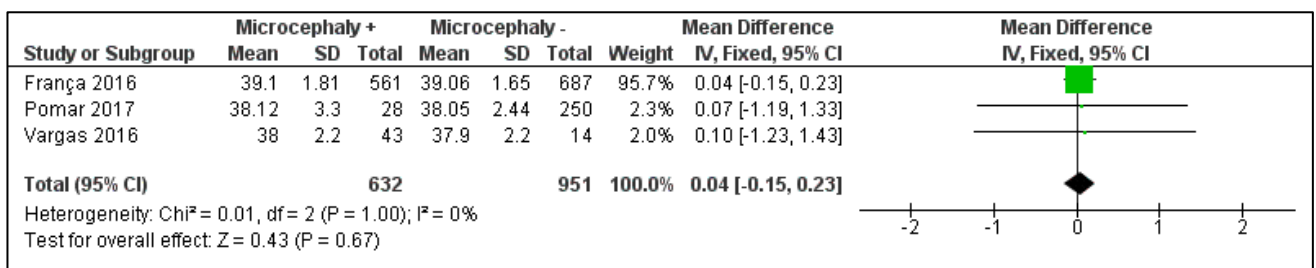 Microcephaly + Microcephaly - Mean Difference Mean Difference
Study or Subgroup Mean SD Total Mean SD Total Weight IV, Fixed, 95% CI IV, Fixed, 95% CI
França 2016 39.1 1.81 561 39.06 1.65 687 95.7% 0.04 [-0.15, 0.23]
Pomar 2017 38.12 3.3 28 38.05 2.44 250 2.3% 0.07 [-1.19, 1.33]
Vargas 2016 38 2.2 43 37.9 2.2 14 2.0% 0.10 [-1.23, 1.43]
Total (95% CI) 632 951 100.0% 0.04 [-0.15, 0.23]
Heterogeneity: Chi² = 0.01, df = 2 (P = 1.00); I² = 0%
Test for overall effect: Z = 0.43 (P = 0.67)
-2 -1 0 1 2